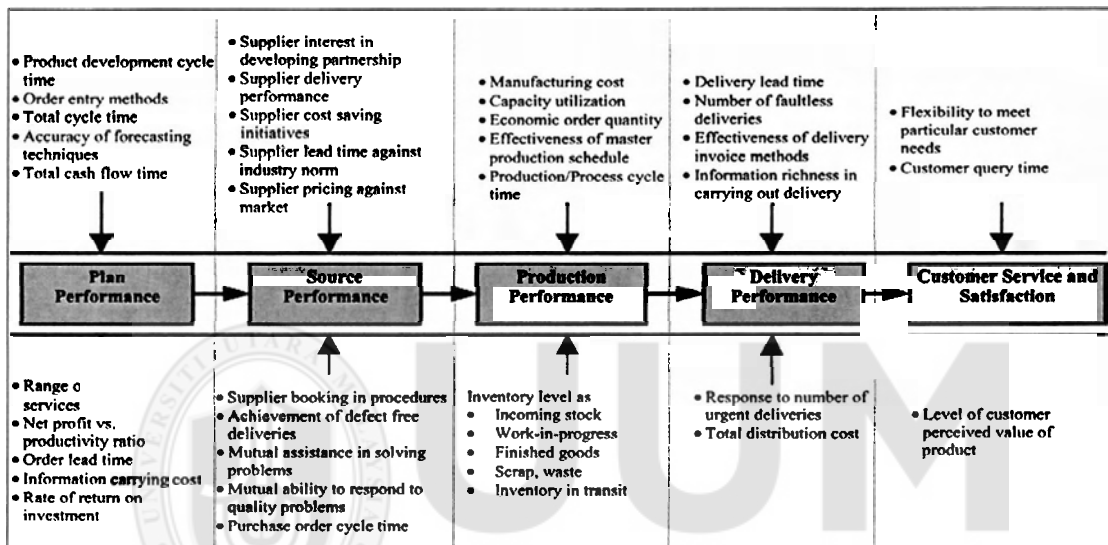 • Product development cycle
time
• Order entry methods
• Total cycle time
• Accuracy of forecasting
techniques
• Total cash flow time
• Supplier interest in
developing partnership
• Supplier delivery
performance
• Supplier cost saving
initiatives
• Supplier lead time against
industry norm
• Supplier pricing against
market
• Manufacturing cost
• Capacity utilization
• Economic order quantity
• Effectiveness of master
production schedule
• Production/Process cycle
time
• Delivery lead time
• Number of faultless
deliveries
• Effectiveness of delivery
invoice methods
• Information richness in
carrying out delivery
• Flexibility to meet
particular customer
needs
• Customer query time
Plan
Performance
Source
Performance
Production
Performance
Delivery
Performance
Customer Service and
Satisfaction
• Range o
services
• Net profit vs.
productivity ratio
• Order lead time
• Information carrying cost
• Rate of return on
investment
• Supplier booking in procedures
• Achievement of defect free
deliveries
• Mutual assistance in solving
problems
• Mutual ability to respond to
quality problems
• Purchase order cycle time
Inventory level as
• Incoming stock
• Work-in-progress
• Finished goods
• Scrap, waste
• Inventory in transit
• Response to number of
urgent deliveries
• Total distribution cost
• Level of customer
perceived value of
product
UUM